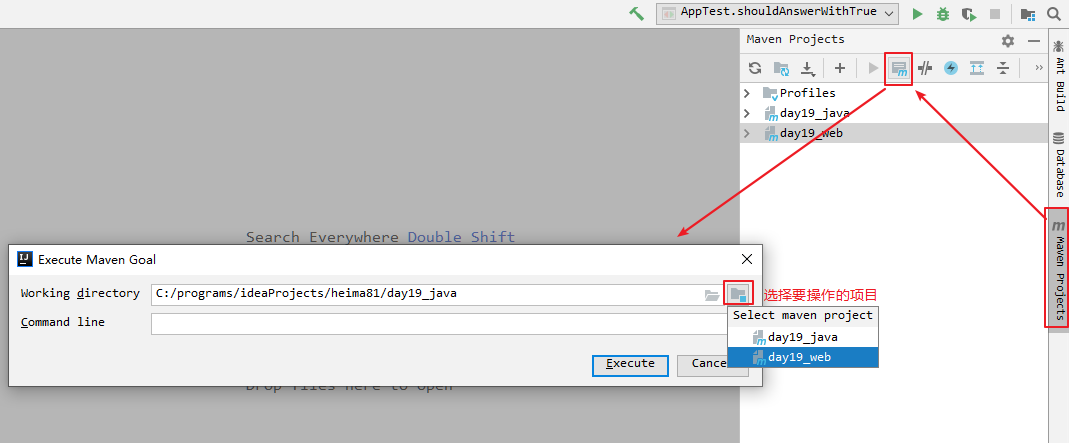 AppTest.shouldAnswerWithTrue
Maven Projects
Profiles
day19_java
day19_web
Ant Build
Database
Maven Projects
Search Everywhere Double Shift
Execute Maven Goal
Working directory C:/programs/ideaProjects/heima81/day19_java
选择要操作的项目
Command line
Select maven project
day19_java
day19_web
Execute
Cance
Drop files here to open